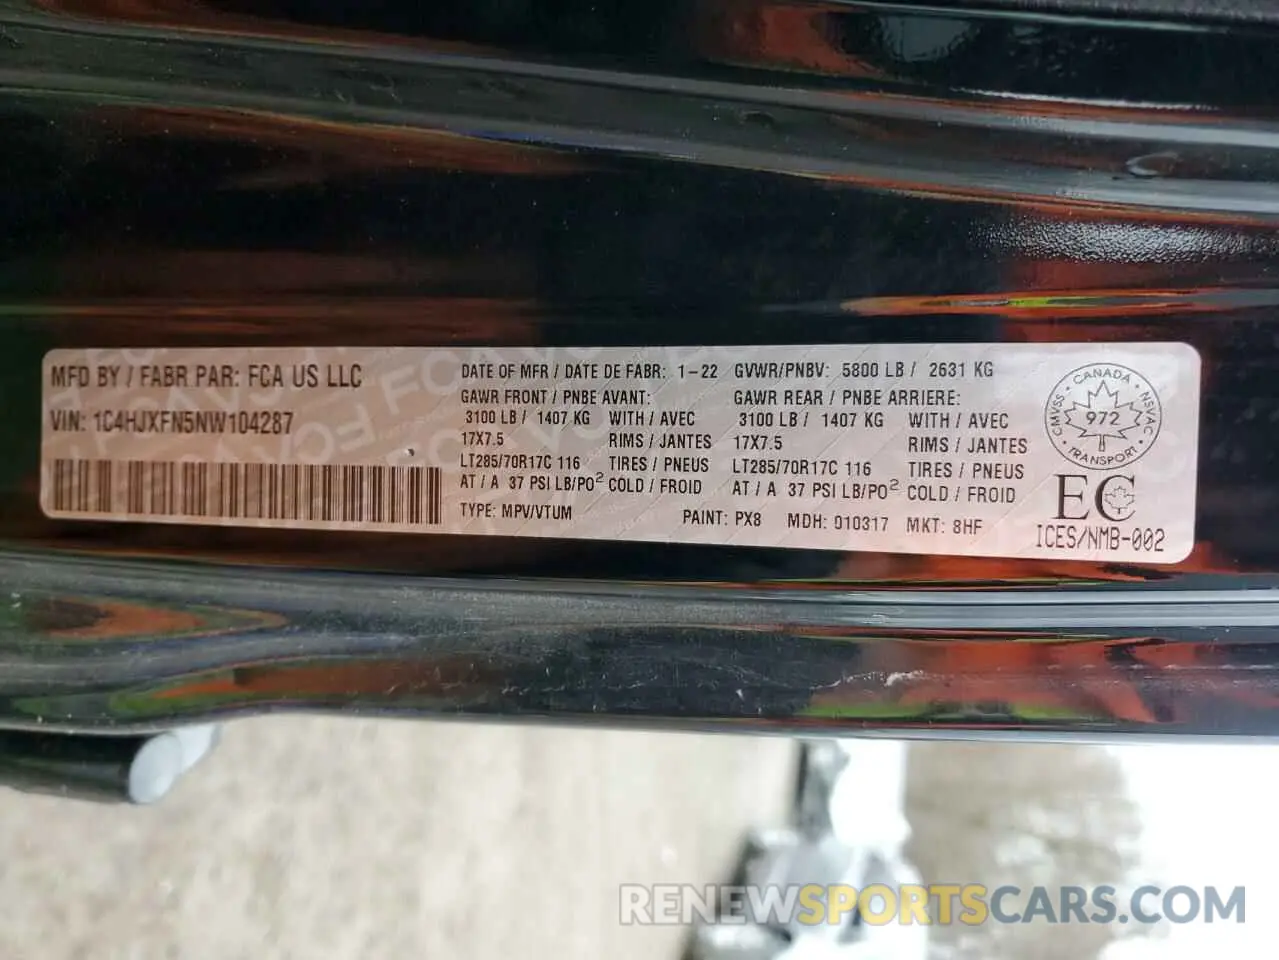 MFD BY / FABR PAR: FCA US LLC
VIN: 1C4HJXFN5NW104287
DATE OF MFR / DATE DE FABR: 1-22 GVWR/PNBV: 5800 LB / 2631 KG
GAWR FRONT / PNBE AVANT: GAWR REAR / PNBE ARRIERE:
3100 LB / 1407 KG WITH / AVEC 3100 LB / 1407 KG WITH / AVEC
17X7.5 RIMS / JANTES 17X7.5 RIMS / JANTES
LT285/70R17C 116 TIRES / PNEUS LT285/70R17C 116 TIRES / PNEUS
AT / A 37 PSI LB/PO² COLD / FROID AT / A 37 PSI LB/PO² COLD / FROID
TYPE: MPV/VTUM PAINT: PX8 MDH: 010317 MKT: 8HF
CANADA
CMVSS 972 NSVAC
TRANSPORT
EC
ICES/NMB-002
RENEWSPORTSCARS.COM